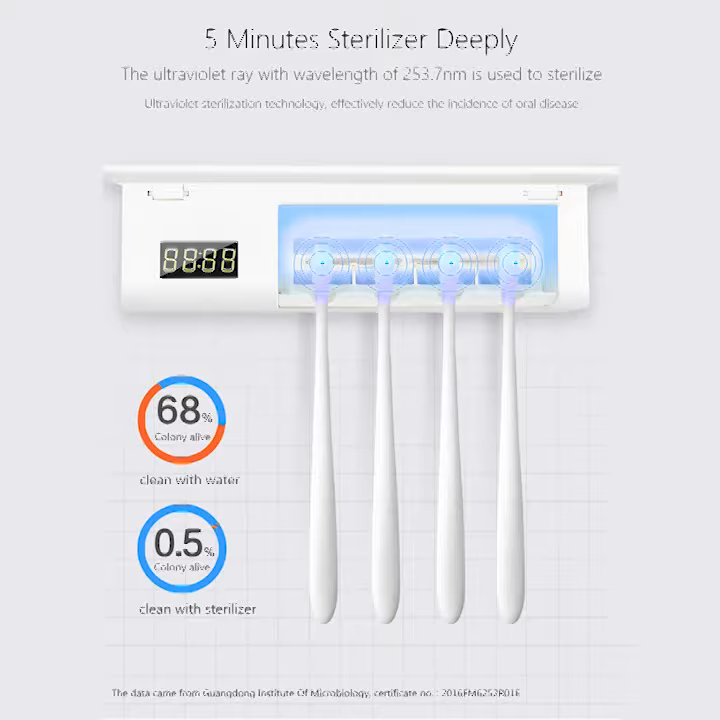 5 Minutes Sterilizer Deeply
The ultraviolet ray with wavelength of 253.7nm is used to sterilize
Ultraviolet sterilization technology, effectively reduce the incidence of oral disease
88:88
68%
Colony alive
clean with water
0.5%
Colony alive
clean with sterilizer
The data came from Guangdong Institute Of Microbiology, certificate no. : 2016FM6253R01E